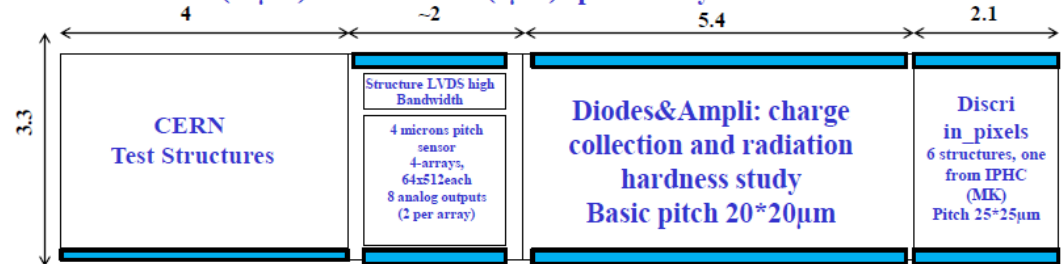 4 ~2 5.4 2.1
3.3
CERN
Test Structures
Structure LVDS high
Bandwidth
4 microns pitch
sensor
4-arrays,
64x512each
8 analog outputs
(2 per array)
Diodes&Ampli: charge
collection and radiation
hardness study
Basic pitch 20*20μm
Discri
in_pixels
6 structures, one
from IPHC
(MK)
Pitch 25*25μm